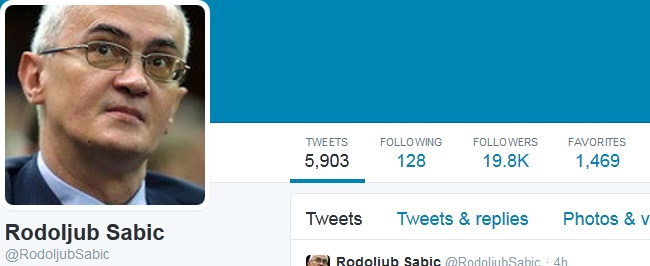 TWEETS FOLLOWING FOLLOWERS FAVORITES
5,903 128 19.8K 1,469
Tweets Tweets & replies Photos & v
Rodoljub Sabic
@RodoljubSabic
Rodoljub Sabic @RodoljubSabic · 4h